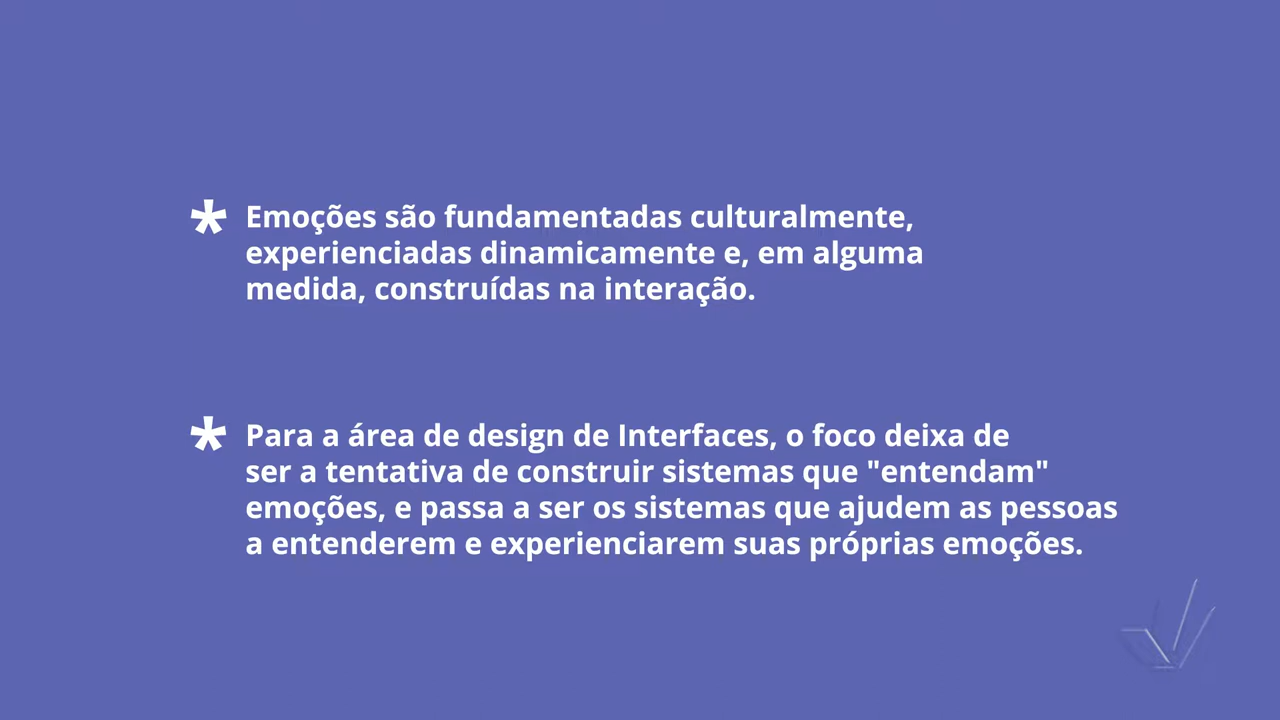 * Emoções são fundamentadas culturalmente,
experienciadas dinamicamente e, em alguma
medida, construídas na interação.
* Para a área de design de Interfaces, o foco deixa de
ser a tentativa de construir sistemas que "entendam"
emoções, e passa a ser os sistemas que ajudem as pessoas
a entenderem e experienciarem suas próprias emoções.